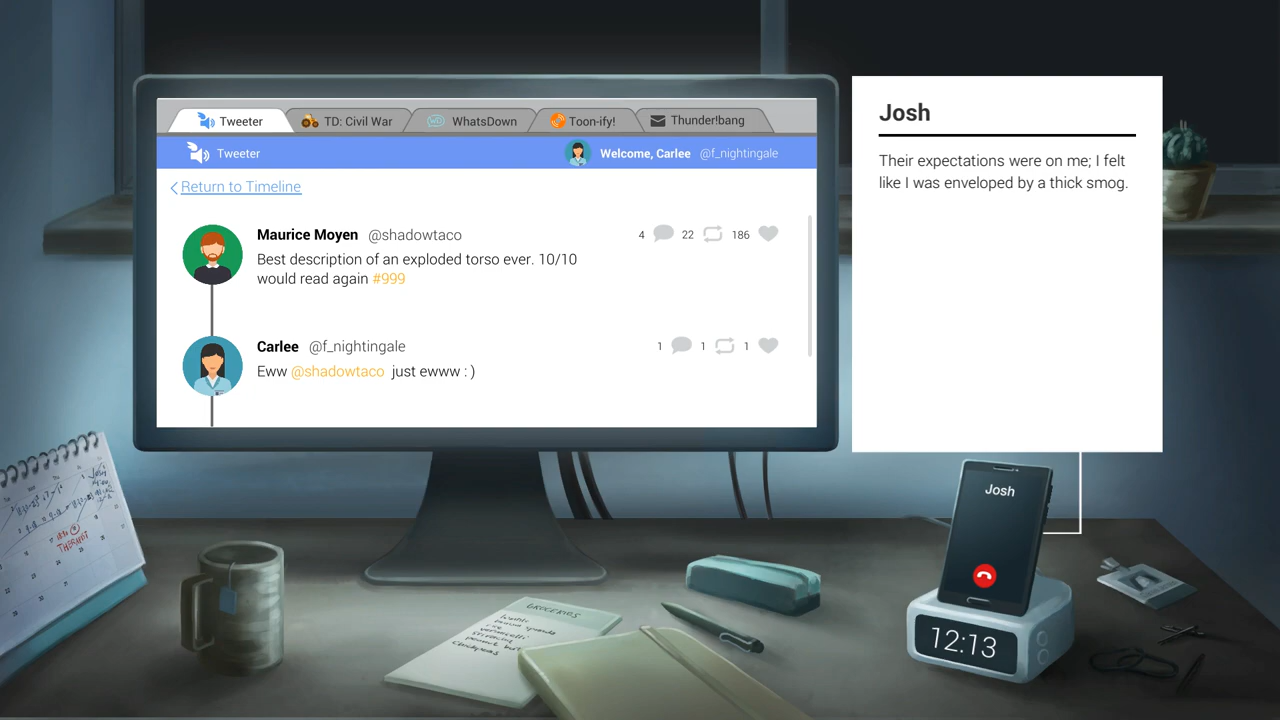 Tweeter
TD: Civil War
WhatsDown
Toon-ify!
Thunder!bang
Tweeter
Welcome, Carlee @f_nightingale
Return to Timeline
Maurice Moyen @shadowtaco
4 22 186
Best description of an exploded torso ever. 10/10
would read again #999
Carlee @f_nightingale
1 1 1
Eww @shadowtaco just ewww : )
Josh
Their expectations were on me; I felt
like I was enveloped by a thick smog.
Josh
12:13
GROCERIES